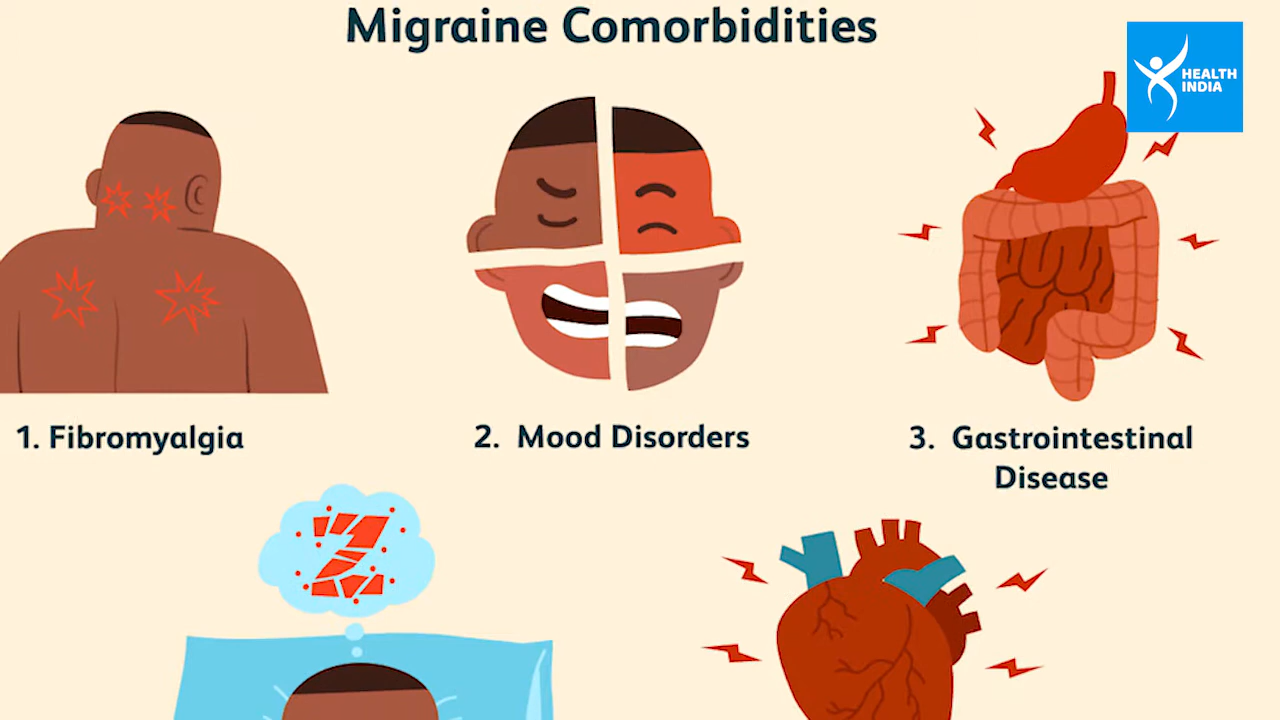 Migraine Comorbidities
HEALTH
INDIA
1. Fibromyalgia
2. Mood Disorders
3. Gastrointestinal
Disease
Z